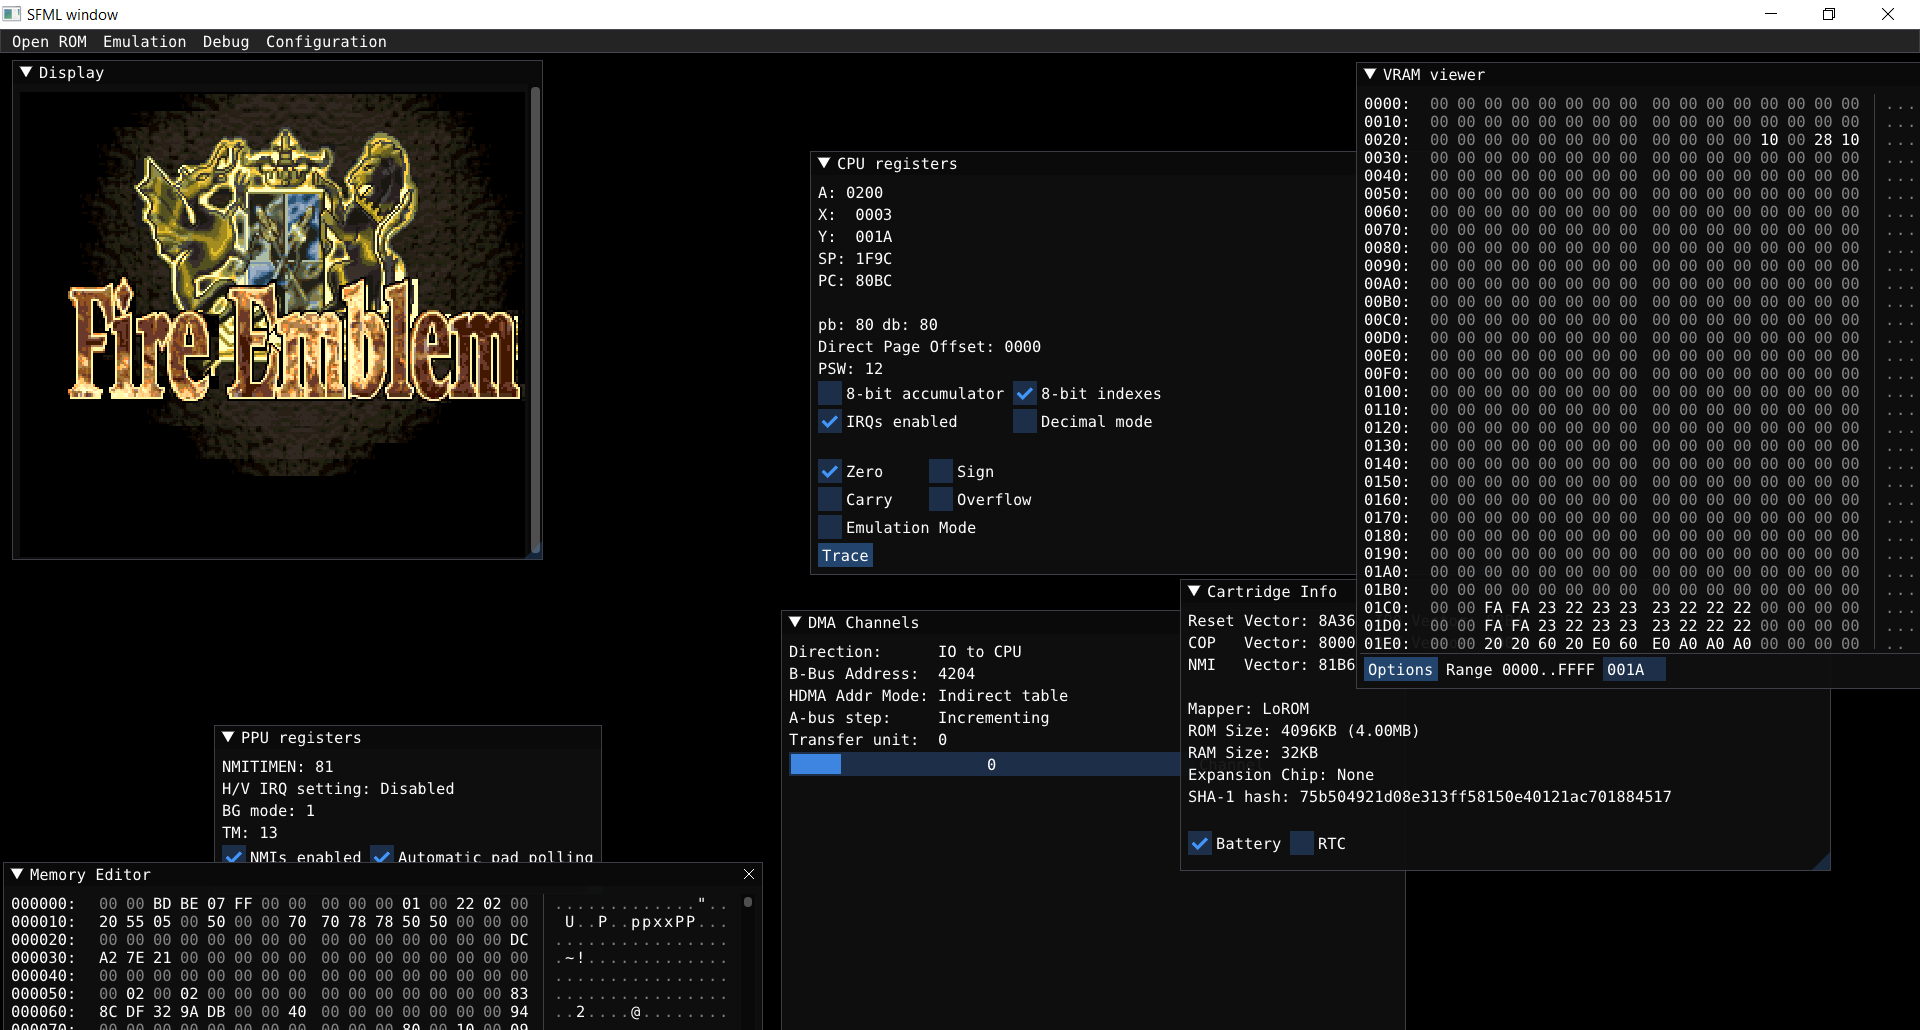 SFML window
Open ROM Emulation Debug Configuration
Display
Fire Emblem
CPU registers
A: 0200
X: 0003
Y: 001A
SP: 1F9C
PC: 80BC
pb: 80 db: 80
Direct Page Offset: 0000
PSW: 12
8-bit accumulator 8-bit indexes
IRQs enabled Decimal mode
Zero Sign
Carry Overflow
Emulation Mode
Trace
VRAM viewer
0000: 00 00 00 00 00 00 00 00 00 00 00 00 00 00 00 00 ...
0010: 00 00 00 00 00 00 00 00 00 00 00 00 00 00 00 00 ...
0020: 00 00 00 00 00 00 00 00 00 00 00 00 10 00 28 10 ...
0030: 00 00 00 00 00 00 00 00 00 00 00 00 00 00 00 00 ...
0040: 00 00 00 00 00 00 00 00 00 00 00 00 00 00 00 00 ...
0050: 00 00 00 00 00 00 00 00 00 00 00 00 00 00 00 00 ...
0060: 00 00 00 00 00 00 00 00 00 00 00 00 00 00 00 00 ...
0070: 00 00 00 00 00 00 00 00 00 00 00 00 00 00 00 00 ...
0080: 00 00 00 00 00 00 00 00 00 00 00 00 00 00 00 00 ...
0090: 00 00 00 00 00 00 00 00 00 00 00 00 00 00 00 00 ...
00A0: 00 00 00 00 00 00 00 00 00 00 00 00 00 00 00 00 ...
00B0: 00 00 00 00 00 00 00 00 00 00 00 00 00 00 00 00 ...
00C0: 00 00 00 00 00 00 00 00 00 00 00 00 00 00 00 00 ...
00D0: 00 00 00 00 00 00 00 00 00 00 00 00 00 00 00 00 ...
00E0: 00 00 00 00 00 00 00 00 00 00 00 00 00 00 00 00 ...
00F0: 00 00 00 00 00 00 00 00 00 00 00 00 00 00 00 00 ...
0100: 00 00 00 00 00 00 00 00 00 00 00 00 00 00 00 00 ...
0110: 00 00 00 00 00 00 00 00 00 00 00 00 00 00 00 00 ...
0120: 00 00 00 00 00 00 00 00 00 00 00 00 00 00 00 00 ...
0130: 00 00 00 00 00 00 00 00 00 00 00 00 00 00 00 00 ...
0140: 00 00 00 00 00 00 00 00 00 00 00 00 00 00 00 00 ...
0150: 00 00 00 00 00 00 00 00 00 00 00 00 00 00 00 00 ...
0160: 00 00 00 00 00 00 00 00 00 00 00 00 00 00 00 00 ...
0170: 00 00 00 00 00 00 00 00 00 00 00 00 00 00 00 00 ...
0180: 00 00 00 00 00 00 00 00 00 00 00 00 00 00 00 00 ...
0190: 00 00 00 00 00 00 00 00 00 00 00 00 00 00 00 00 ...
01A0: 00 00 00 00 00 00 00 00 00 00 00 00 00 00 00 00 ...
01B0: 00 00 00 00 00 00 00 00 00 00 00 00 00 00 00 00 ...
01C0: 00 00 FA FA 23 22 23 23 23 22 22 22 00 00 00 00 ...
01D0: 00 00 FA FA 23 22 23 23 23 22 22 22 00 00 00 00 ...
01E0: 00 00 20 20 60 20 E0 60 E0 A0 A0 A0 00 00 00 00 ..
Options Range 0000..FFFF 001A
Cartridge Info
Reset Vector: 8A36
COP Vector: 8000
NMI Vector: 81B6
Mapper: LoROM
ROM Size: 4096KB (4.00MB)
RAM Size: 32KB
Expansion Chip: None
SHA-1 hash: 75b504921d08e313ff58150e40121ac701884517
Battery RTC
DMA Channels
Direction: IO to CPU
B-Bus Address: 4204
HDMA Addr Mode: Indirect table
A-bus step: Incrementing
Transfer unit: 0
0
PPU registers
NMITIMEN: 81
H/V IRQ setting: Disabled
BG mode: 1
TM: 13
NMIs enabled Automatic pad polling
Memory Editor
000000: 00 00 BD BE 07 FF 00 00 00 00 00 01 00 22 02 00 ............."..
000010: 20 55 05 00 50 00 00 70 70 78 78 50 50 00 00 00  U..P..ppxxPP...
000020: 00 00 00 00 00 00 00 00 00 00 00 00 00 00 00 DC ................
000030: A2 7E 21 00 00 00 00 00 00 00 00 00 00 00 00 00 .~!.............
000040: 00 00 00 00 00 00 00 00 00 00 00 00 00 00 00 00 ................
000050: 00 02 00 02 00 00 00 00 00 00 00 00 00 00 00 83 ................
000060: 8C DF 32 9A DB 00 00 40 00 00 00 00 00 00 00 94 ..2....@........
000070: 00 00 00 00 00 00 00 00 00 00 00 80 00 10 00 09